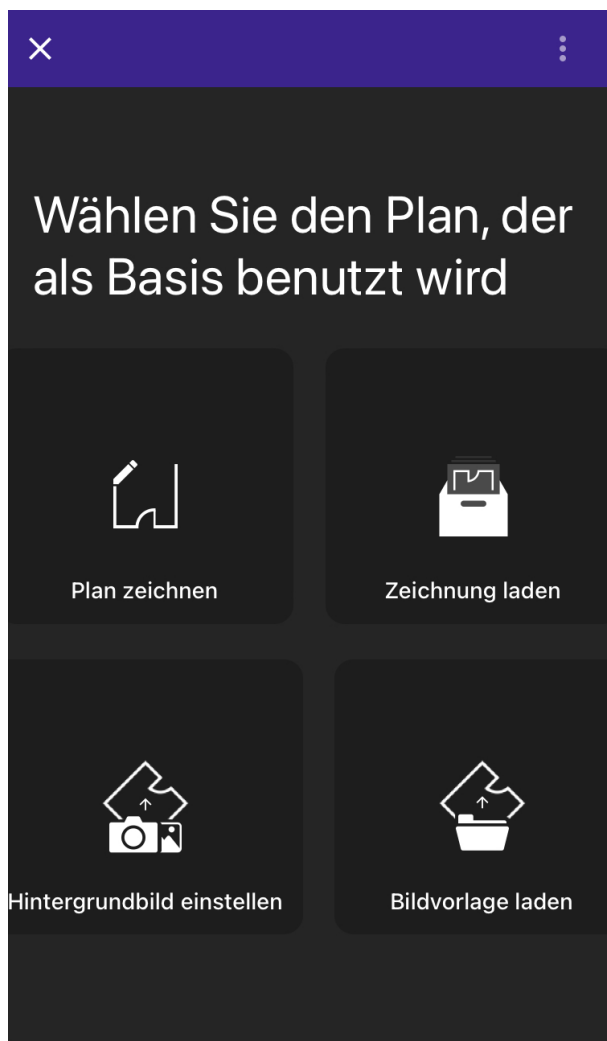 Wählen Sie den Plan, der
als Basis benutzt wird
Plan zeichnen
Zeichnung laden
Hintergrundbild einstellen
Bildvorlage laden